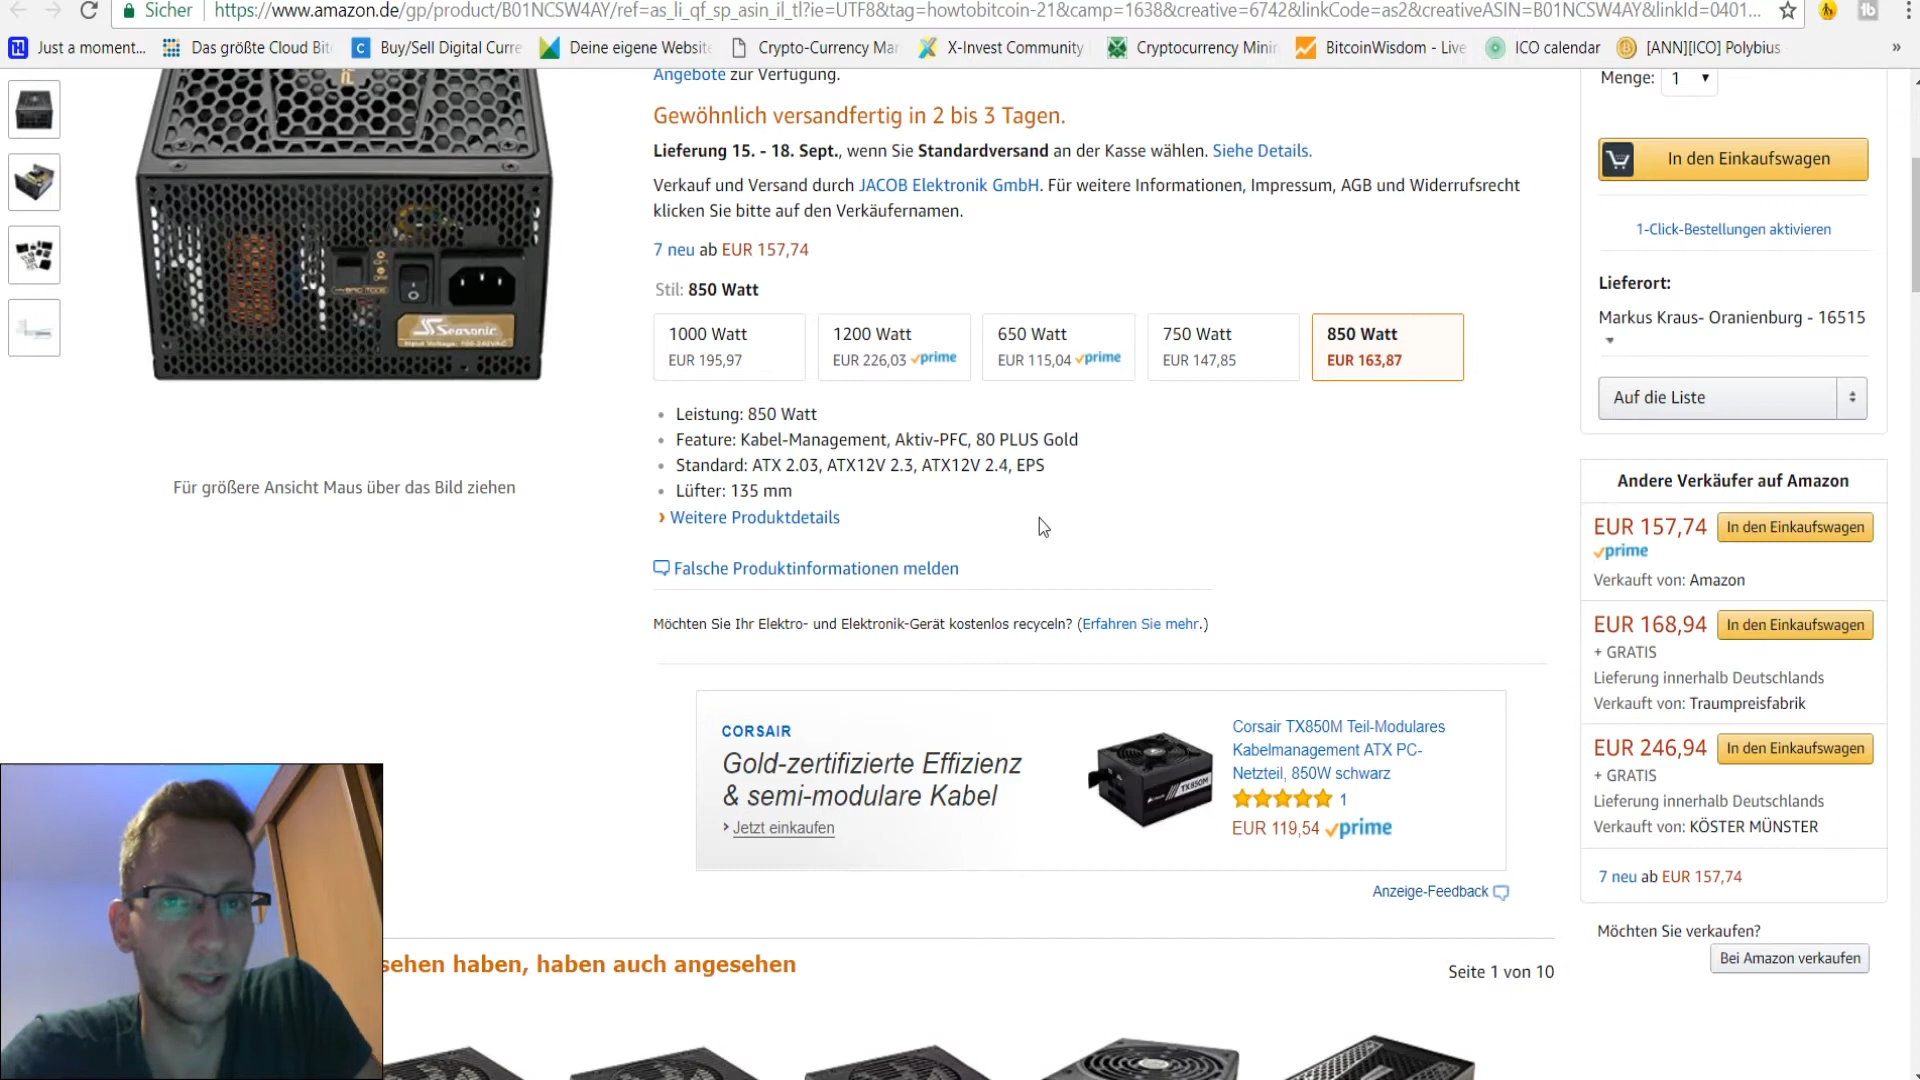 Sicher
https://www.amazon.de/gp/product/B01NCSW4AY/ref=as_li_qf_sp_asin_il_tl?ie=UTF8&tag=howtobitcoin-21&camp=1638&creative=6742&linkCode=as2&creativeASIN=B01NCSW4AY&linkId=0401...
Just a moment...
Das größte Cloud Bit
Buy/Sell Digital Curre
Deine eigene Website
Crypto-Currency Mar
X-Invest Community
Cryptocurrency Minin
BitcoinWisdom - Live
ICO calendar
[ANN][ICO] Polybius
»
Angebote zur Verfügung.
Gewöhnlich versandfertig in 2 bis 3 Tagen.
Lieferung 15. - 18. Sept., wenn Sie Standardversand an der Kasse wählen. Siehe Details.
Verkauf und Versand durch JACOB Elektronik GmbH. Für weitere Informationen, Impressum, AGB und Widerrufsrecht
klicken Sie bitte auf den Verkäufernamen.
7 neu ab EUR 157,74
Stil: 850 Watt
1000 Watt
EUR 195,97
1200 Watt
EUR 226,03 prime
650 Watt
EUR 115,04 prime
750 Watt
EUR 147,85
850 Watt
EUR 163,87
• Leistung: 850 Watt
• Feature: Kabel-Management, Aktiv-PFC, 80 PLUS Gold
• Standard: ATX 2.03, ATX12V 2.3, ATX12V 2.4, EPS
• Lüfter: 135 mm
› Weitere Produktdetails
Falsche Produktinformationen melden
Möchten Sie Ihr Elektro- und Elektronik-Gerät kostenlos recyceln? (Erfahren Sie mehr.)
Seasonic
Input Voltage: 100-240VAC
HYBRID MODE
Für größere Ansicht Maus über das Bild ziehen
CORSAIR
Gold-zertifizierte Effizienz
& semi-modulare Kabel
› Jetzt einkaufen
TX850M
Corsair TX850M Teil-Modulares
Kabelmanagement ATX PC-
Netzteil, 850W schwarz
1
EUR 119,54 prime
Anzeige-Feedback
sehen haben, haben auch angesehen
Seite 1 von 10
Menge: 1
In den Einkaufswagen
1-Click-Bestellungen aktivieren
Lieferort:
Markus Kraus- Oranienburg - 16515
Auf die Liste
Andere Verkäufer auf Amazon
EUR 157,74 In den Einkaufswagen
prime
Verkauft von: Amazon
EUR 168,94 In den Einkaufswagen
+ GRATIS
Lieferung innerhalb Deutschlands
Verkauft von: Traumpreisfabrik
EUR 246,94 In den Einkaufswagen
+ GRATIS
Lieferung innerhalb Deutschlands
Verkauft von: KÖSTER MÜNSTER
7 neu ab EUR 157,74
Möchten Sie verkaufen?
Bei Amazon verkaufen